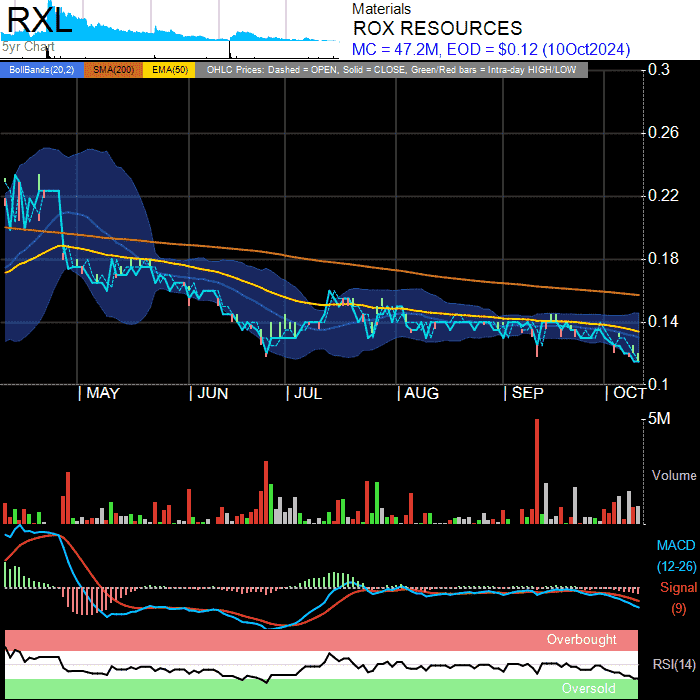 RXL
5yr Chart
Materials
ROX RESOURCES
MC = 47.2M, EOD = $0.12 (10Oct2024)
BollBands(20,2) SMA(200) EMA(50) OHLC Prices: Dashed = OPEN, Solid = CLOSE, Green/Red bars = Intra-day HIGH/LOW
0.3
0.26
0.22
0.18
0.14
0.1
| MAY | JUN | JUL | AUG | SEP | OCT
5M
Volume
MACD
(12-26)
Signal
(9)
Overbought
RSI(14)
Oversold